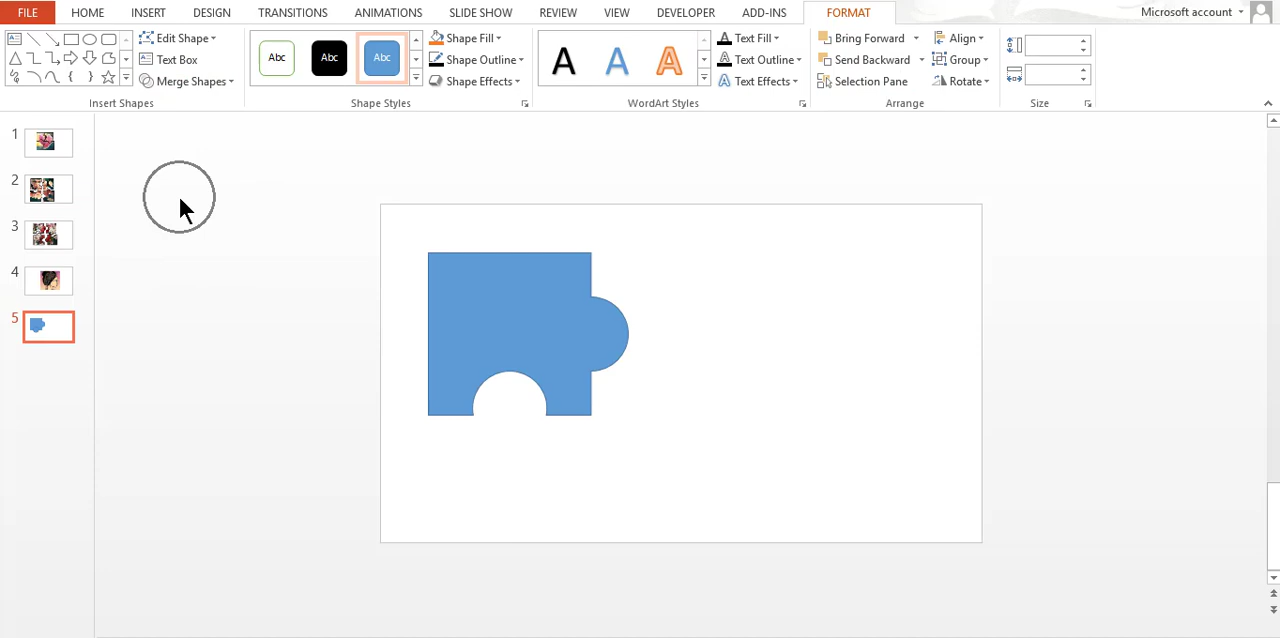 FILE HOME INSERT DESIGN TRANSITIONS ANIMATIONS SLIDE SHOW REVIEW VIEW DEVELOPER ADD-INS FORMAT Microsoft account
Edit Shape
Text Box
Merge Shapes
Insert Shapes
Abc Abc Abc
Shape Fill
Shape Outline
Shape Effects
Shape Styles
A A A
Text Fill
Text Outline
Text Effects
WordArt Styles
Bring Forward
Send Backward
Selection Pane
Align
Group
Rotate
Arrange
Size
1
2
3
4
5